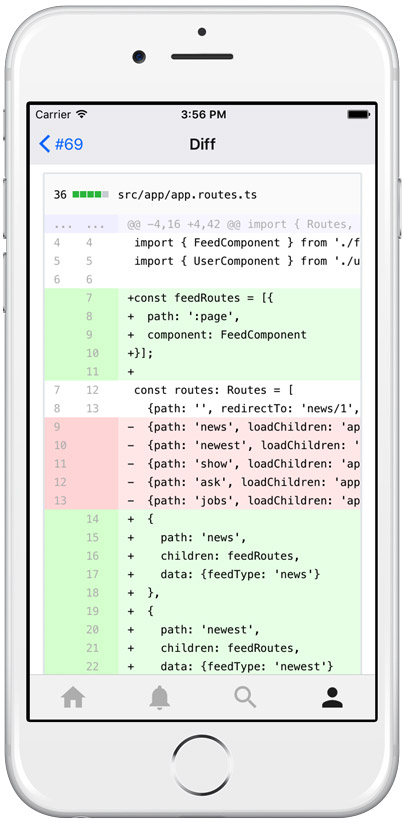 Carrier 3:56 PM
#69 Diff
36 src/app/app.routes.ts
... ... @@ -4,16 +4,42 @@ import { Routes,
4 4 import { FeedComponent } from './f
5 5 import { UserComponent } from './u
6 6
7 +const feedRoutes = [{
8 + path: ':page',
9 + component: FeedComponent
10 +}];
11 +
7 12 const routes: Routes = [
8 13 {path: '', redirectTo: 'news/1',
9 - {path: 'news', loadChildren: 'ap
10 - {path: 'newest', loadChildren: '
11 - {path: 'show', loadChildren: 'ap
12 - {path: 'ask', loadChildren: 'app
13 - {path: 'jobs', loadChildren: 'ap
14 + {
15 + path: 'news',
16 + children: feedRoutes,
17 + data: {feedType: 'news'}
18 + },
19 + {
20 + path: 'newest',
21 + children: feedRoutes,
22 + data: {feedType: 'newest'}